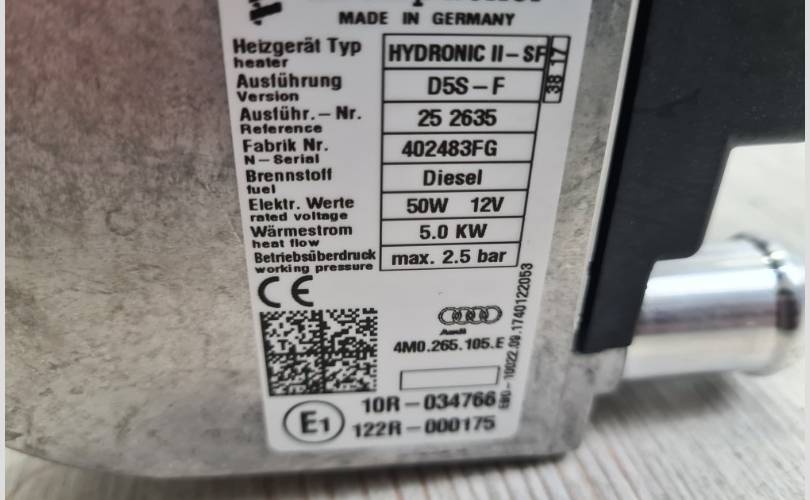 MADE IN GERMANY
Heizgerät Typ HYDRONIC II-SF
heater
38 17
Ausführung D5S-F
Version
Ausführ.-Nr. 25 2635
Reference
Fabrik Nr. 402483FG
N-Serial
Brennstoff Diesel
fuel
Elektr. Werte 50W 12V
rated voltage
Wärmestrom 5.0 KW
heat flow
Betriebsüberdruck max. 2.5 bar
working pressure
CE
Audi
4M0.265.105.E
E1
10R-034766
122R-000175